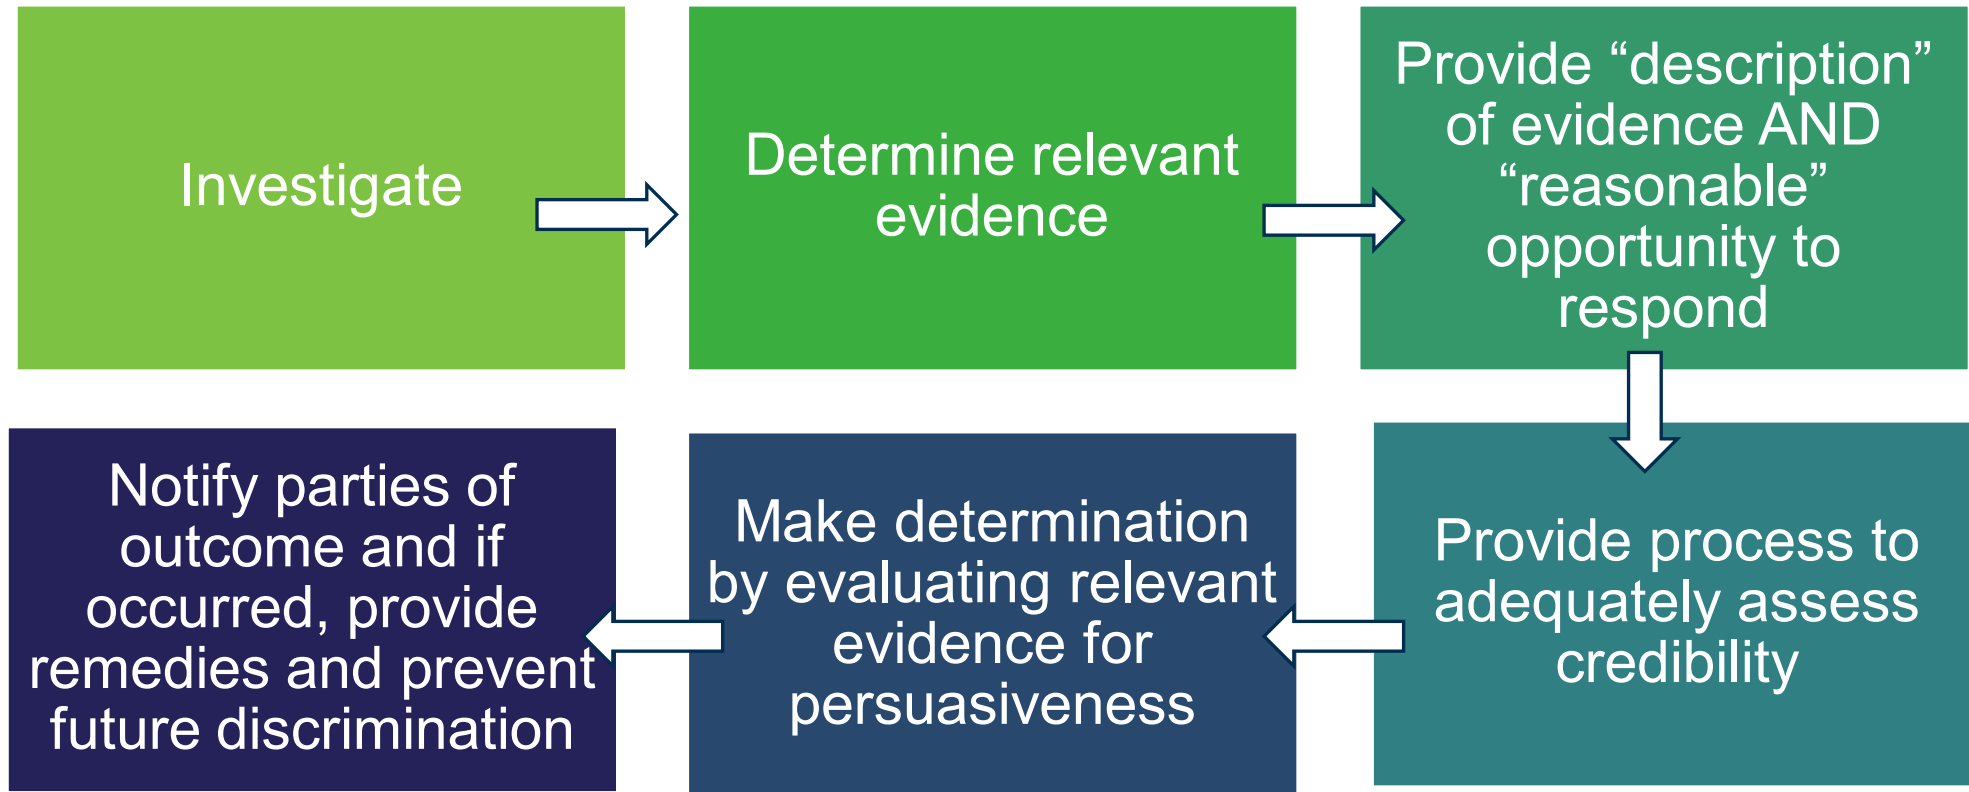 Investigate
Determine relevant
evidence
Provide “description”
of evidence AND
“reasonable”
opportunity to
respond
Provide process to
adequately assess
credibility
Make determination
by evaluating relevant
evidence for
persuasiveness
Notify parties of
outcome and if
occurred, provide
remedies and prevent
future discrimination